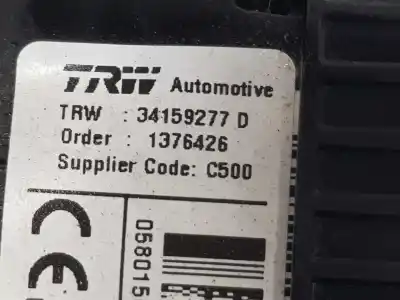 TRW Automotive
TRW : 34159277 D
Order : 1376426
Supplier Code: C500
CE
058015